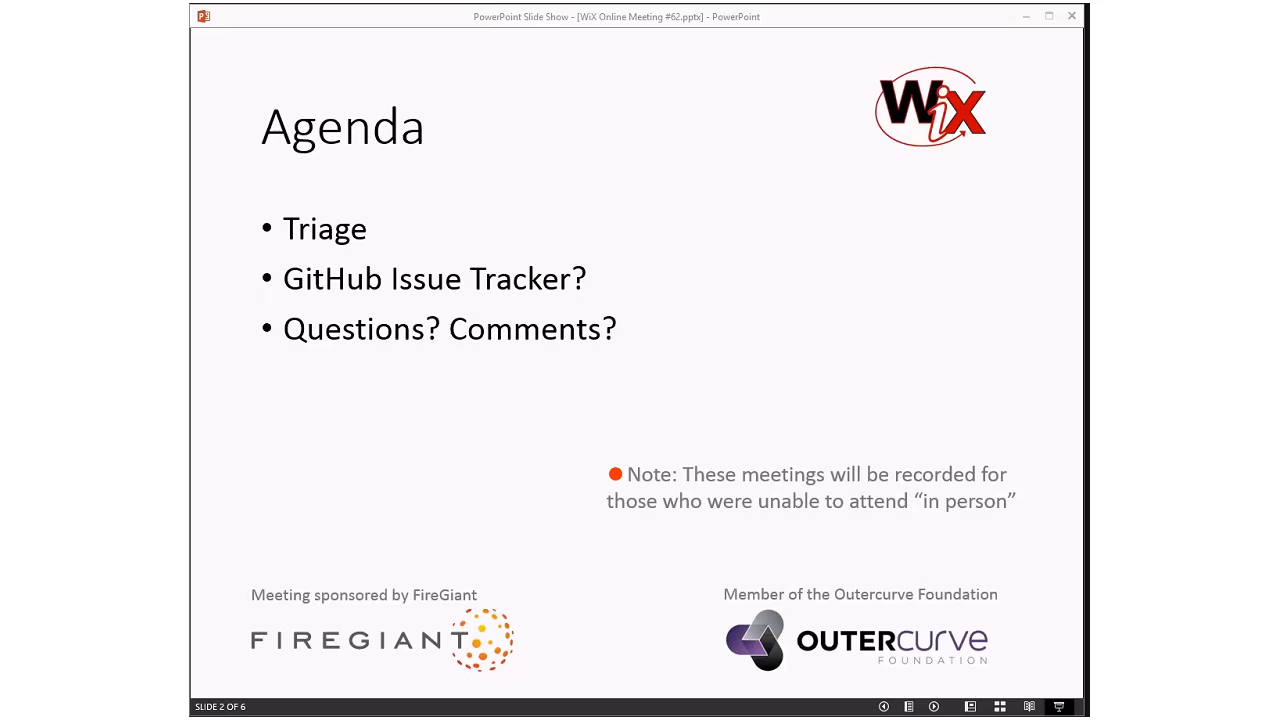 PowerPoint Slide Show - [WiX Online Meeting #62.pptx] - PowerPoint
WiX
Agenda
• Triage
• GitHub Issue Tracker?
• Questions? Comments?
Note: These meetings will be recorded for
those who were unable to attend “in person”
Meeting sponsored by FireGiant
FIREGIANT
Member of the Outercurve Foundation
OUTERCURVE
FOUNDATION
SLIDE 2 OF 6